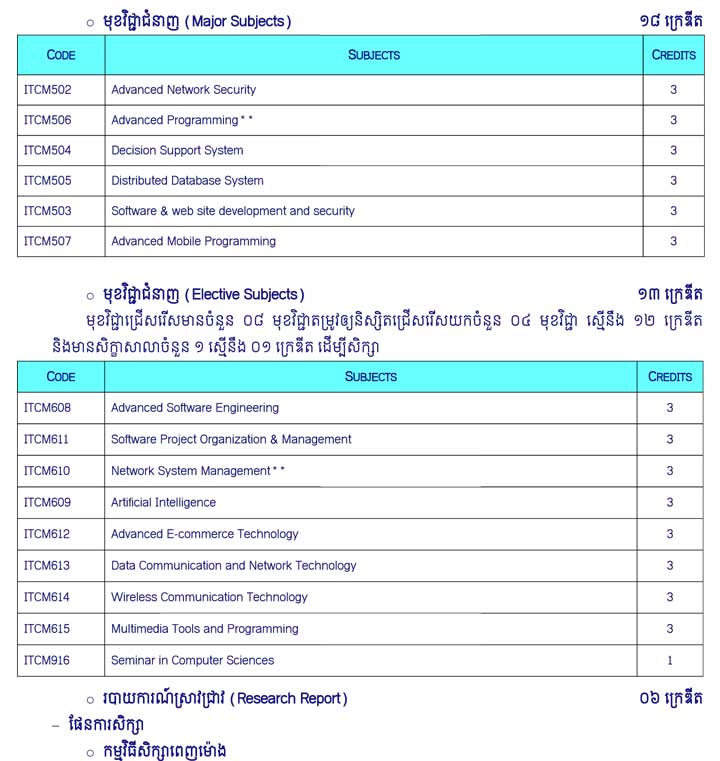 ○ មុខវិជ្ជាជំនាញ (Major Subjects) ១៨ ក្រេឌីត
CODE SUBJECTS CREDITS
ITCM502 Advanced Network Security 3
ITCM506 Advanced Programming** 3
ITCM504 Decision Support System 3
ITCM505 Distributed Database System 3
ITCM503 Software & web site development and security 3
ITCM507 Advanced Mobile Programming 3
○ មុខវិជ្ជាជំនាញ (Elective Subjects) ១៣ ក្រេឌីត
មុខវិជ្ជាជ្រើសរើសមានចំនួន ០៨ មុខវិជ្ជាតម្រូវឲ្យនិស្សិតជ្រើសរើសយកចំនួន ០៤ មុខវិជ្ជា ស្មើនឹង ១២ ក្រេឌីត
និងមានសិក្ខាសាលាចំនួន ១ ស្មើនឹង ០១ ក្រេឌីត ដើម្បីសិក្សា
CODE SUBJECTS CREDITS
ITCM608 Advanced Software Engineering 3
ITCM611 Software Project Organization & Management 3
ITCM610 Network System Management** 3
ITCM609 Artificial Intelligence 3
ITCM612 Advanced E-commerce Technology 3
ITCM613 Data Communication and Network Technology 3
ITCM614 Wireless Communication Technology 3
ITCM615 Multimedia Tools and Programming 3
ITCM916 Seminar in Computer Sciences 1
○ របាយការណ៍ស្រាវជ្រាវ (Research Report) ០៦ ក្រេឌីត
– ផែនការសិក្សា
○ កម្មវិធីសិក្សាពេញម៉ោង